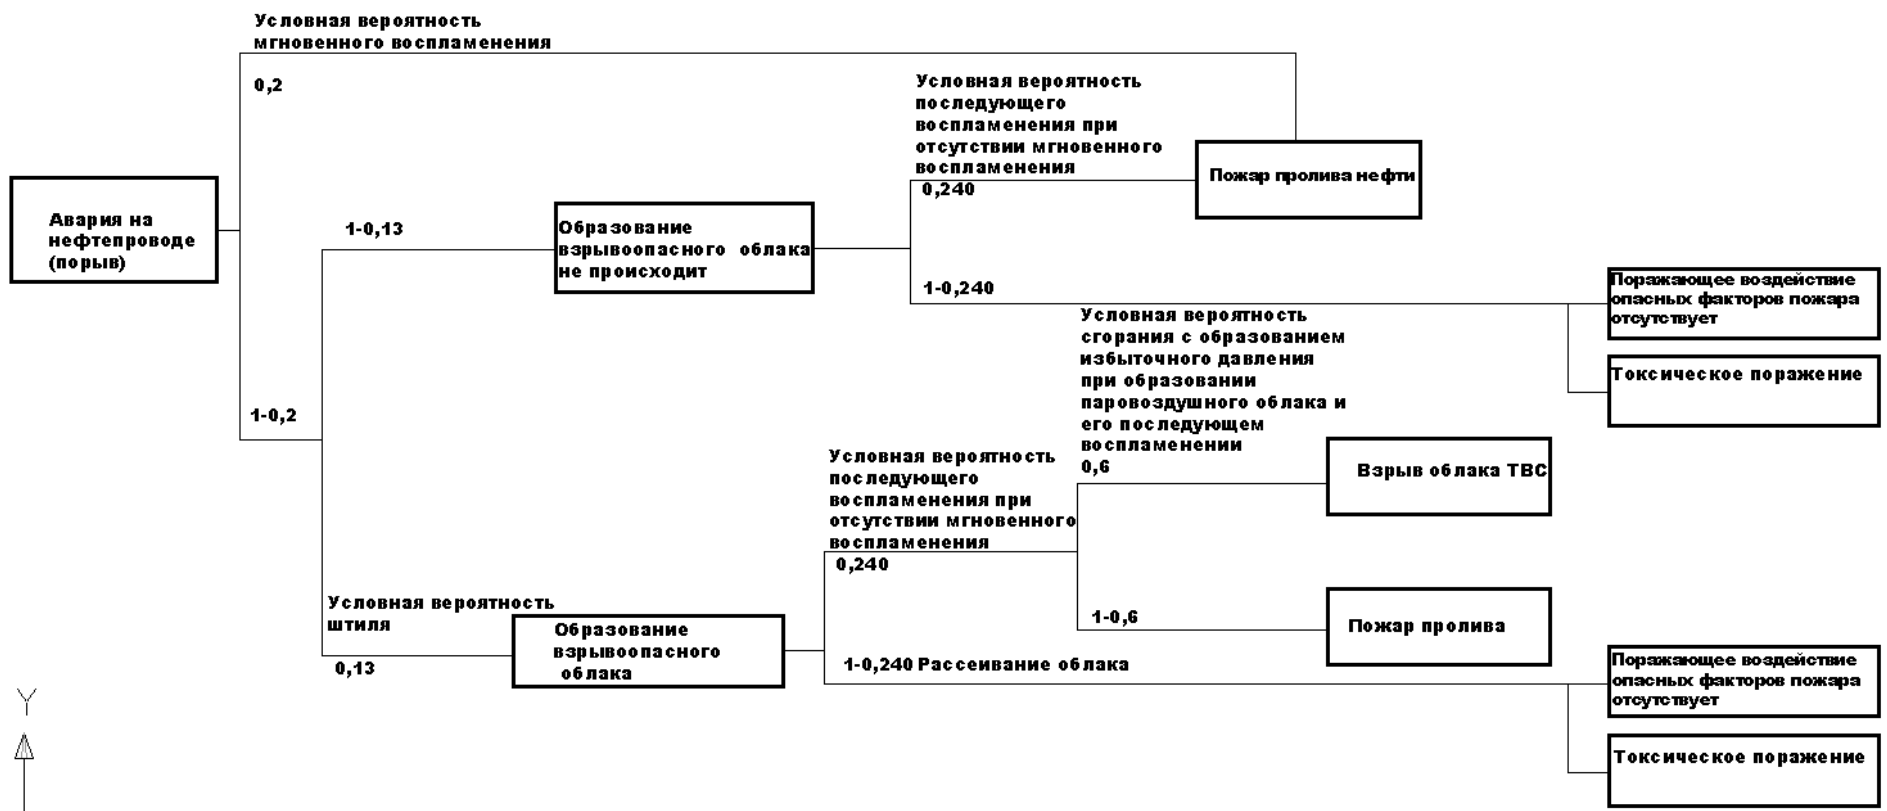 Условная вероятность
мгновенного воспламенения
0,2
Условная вероятность
последующего
воспламенения при
отсутствии мгновенного
воспламенения
0,240
Пожар пролива нефти
Авария на
нефтепроводе
(порыв)
1-0,13
Образование
взрывоопасного облака
не происходит
1-0,240
Поражающее воздействие
опасных факторов пожара
отсутствует
Токсическое поражение
Условная вероятность
сгорания с образованием
избыточного давления
при образовании
паровоздушного облака и
его последующем
воспламенении
0,6
1-0,2
Взрыв облака ТВС
Условная вероятность
последующего
воспламенения при
отсутствии мгновенного
воспламенения
0,240
Условная вероятность
штиля
0,13
Образование
взрывоопасного
облака
1-0,6
Пожар пролива
1-0,240 Рассеивание облака
Поражающее воздействие
опасных факторов пожара
отсутствует
Токсическое поражение
Y